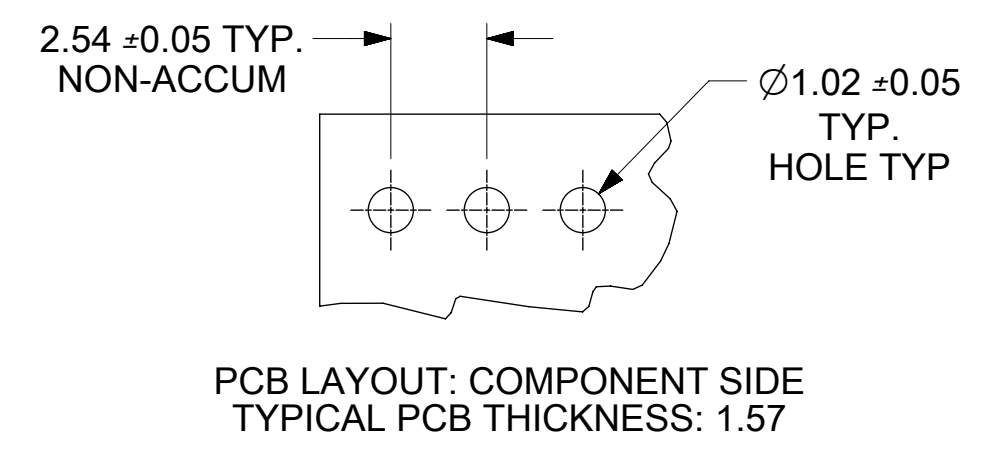 2.54 ±0.05 TYP.
NON-ACCUM
∅1.02 ±0.05
TYP.
HOLE TYP
PCB LAYOUT: COMPONENT SIDE
TYPICAL PCB THICKNESS: 1.57